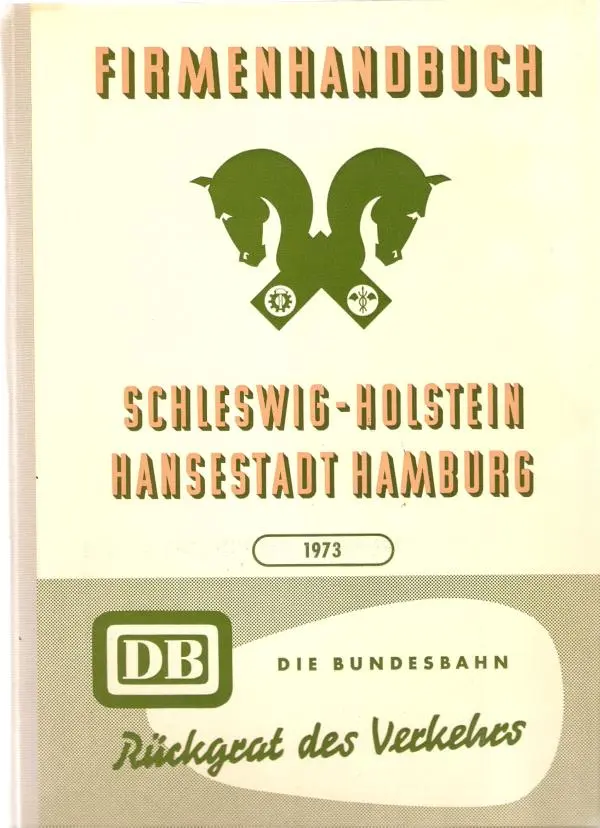 FIRMENHANDBUCH
SCHLESWIG-HOLSTEIN
HANSESTADT HAMBURG
1973
DB
DIE BUNDESBAHN
Rückgrat des Verkehrs